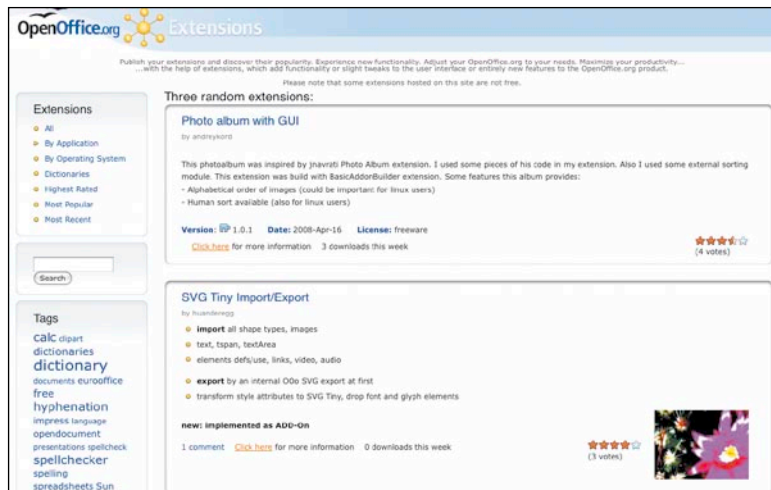 OpenOffice.org Extensions
Publish your extensions and discover their popularity. Experience new functionality. Adjust your OpenOffice.org to your needs. Maximize your productivity...
...with the help of extensions, which add functionality or slight tweaks to the user interface or entirely new features to the OpenOffice.org product.
Please note that some extensions hosted on this site are not free.
Extensions
All
By Application
By Operating System
Dictionaries
Highest Rated
Most Popular
Most Recent
Search
Tags
calc clipart
dictionaries
dictionary
documents eurooffice
free
hyphenation
impress language
opendocument
presentations spellcheck
spellchecker
spelling
spreadsheets Sun
Three random extensions:
Photo album with GUI
by andreykord
This photoalbum was inspired by jnavrati Photo Album extension. I used some pieces of his code in my extension. Also I used some external sorting
module. This extension was build with BasicAddonBuilder extension. Some features this album provides:
- Alphabetical order of images (could be important for linux users)
- Human sort available (also for linux users)
Version: 1.0.1 Date: 2008-Apr-16 License: freeware
Click here for more information 3 downloads this week
(4 votes)
SVG Tiny Import/Export
by huanderegg
import all shape types, images
text, tspan, textArea
elements defs/use, links, video, audio
export by an internal OOo SVG export at first
transform style attributes to SVG Tiny, drop font and glyph elements
new: implemented as ADD-On
1 comment Click here for more information 0 downloads this week
(3 votes)